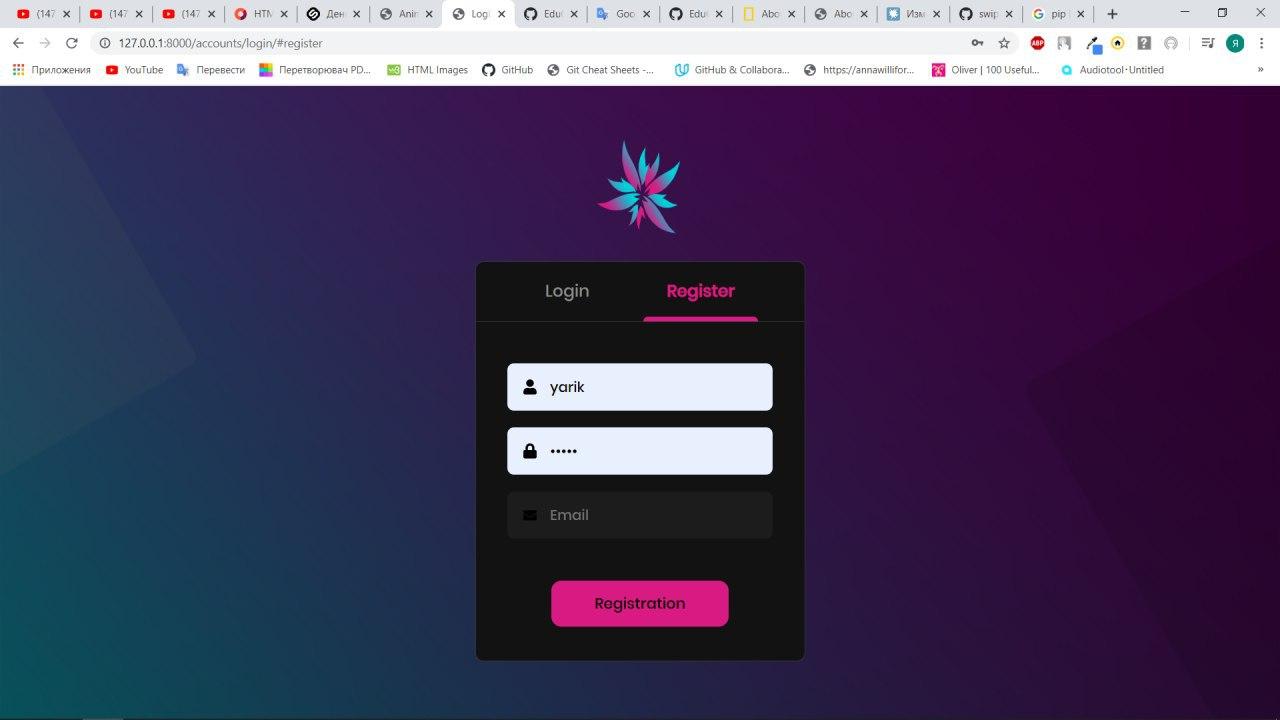 (147
(147
(147
HTM
Ден
Anin
Logi
Edu
Goo
Edu
Abo
Abo
Изм
swip
pip
127.0.0.1:8000/accounts/login/#register
ABP
Я
Приложения
YouTube
Перевести
Перетворювач PD...
HTML Images
GitHub
Git Cheat Sheets -...
GitHub & Collabora...
https://annawillifor...
liver | 100 Useful...
Audiotool･Untitled
»
Login
Register
yarik
•••••
Email
Registration